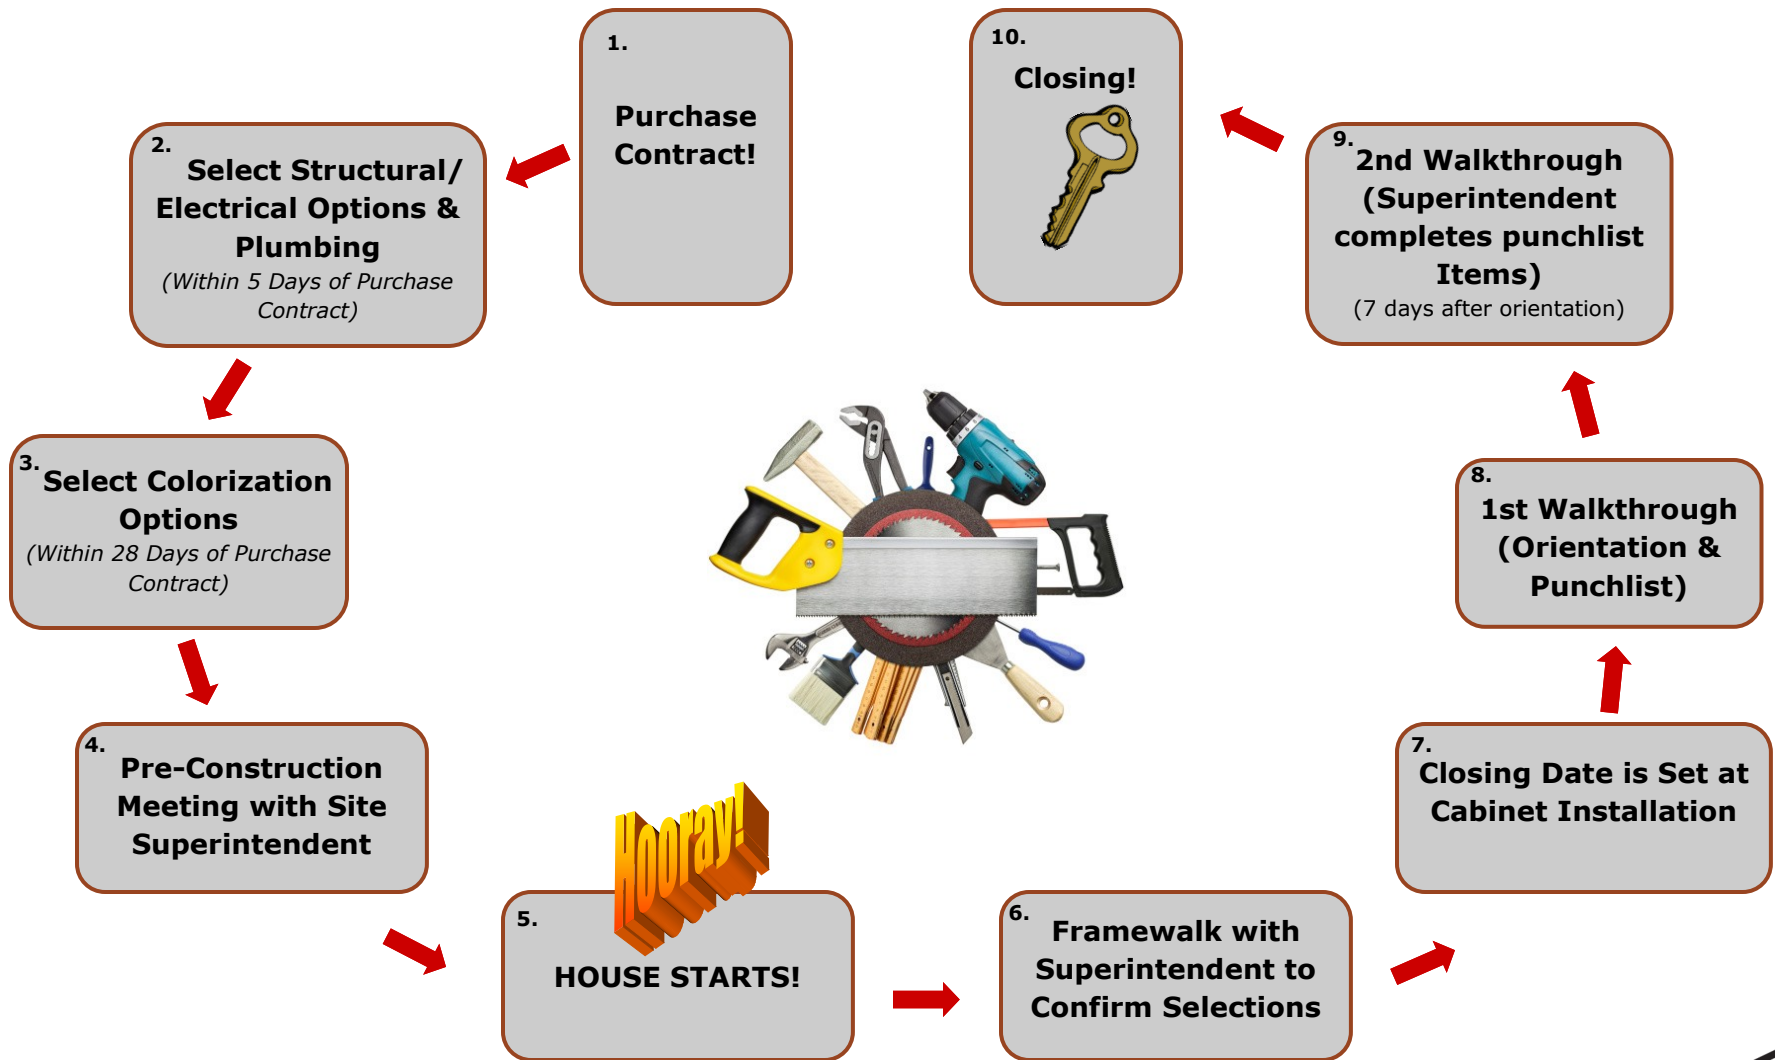 1.
Purchase
Contract!
2.
Select Structural/
Electrical Options &
Plumbing
(Within 5 Days of Purchase
Contract)
3.
Select Colorization
Options
(Within 28 Days of Purchase
Contract)
4.
Pre-Construction
Meeting with Site
Superintendent
Hooray!
5.
HOUSE STARTS!
6.
Framewalk with
Superintendent to
Confirm Selections
7.
Closing Date is Set at
Cabinet Installation
8.
1st Walkthrough
(Orientation &
Punchlist)
9.
2nd Walkthrough
(Superintendent
completes punchlist
Items)
(7 days after orientation)
10.
Closing!